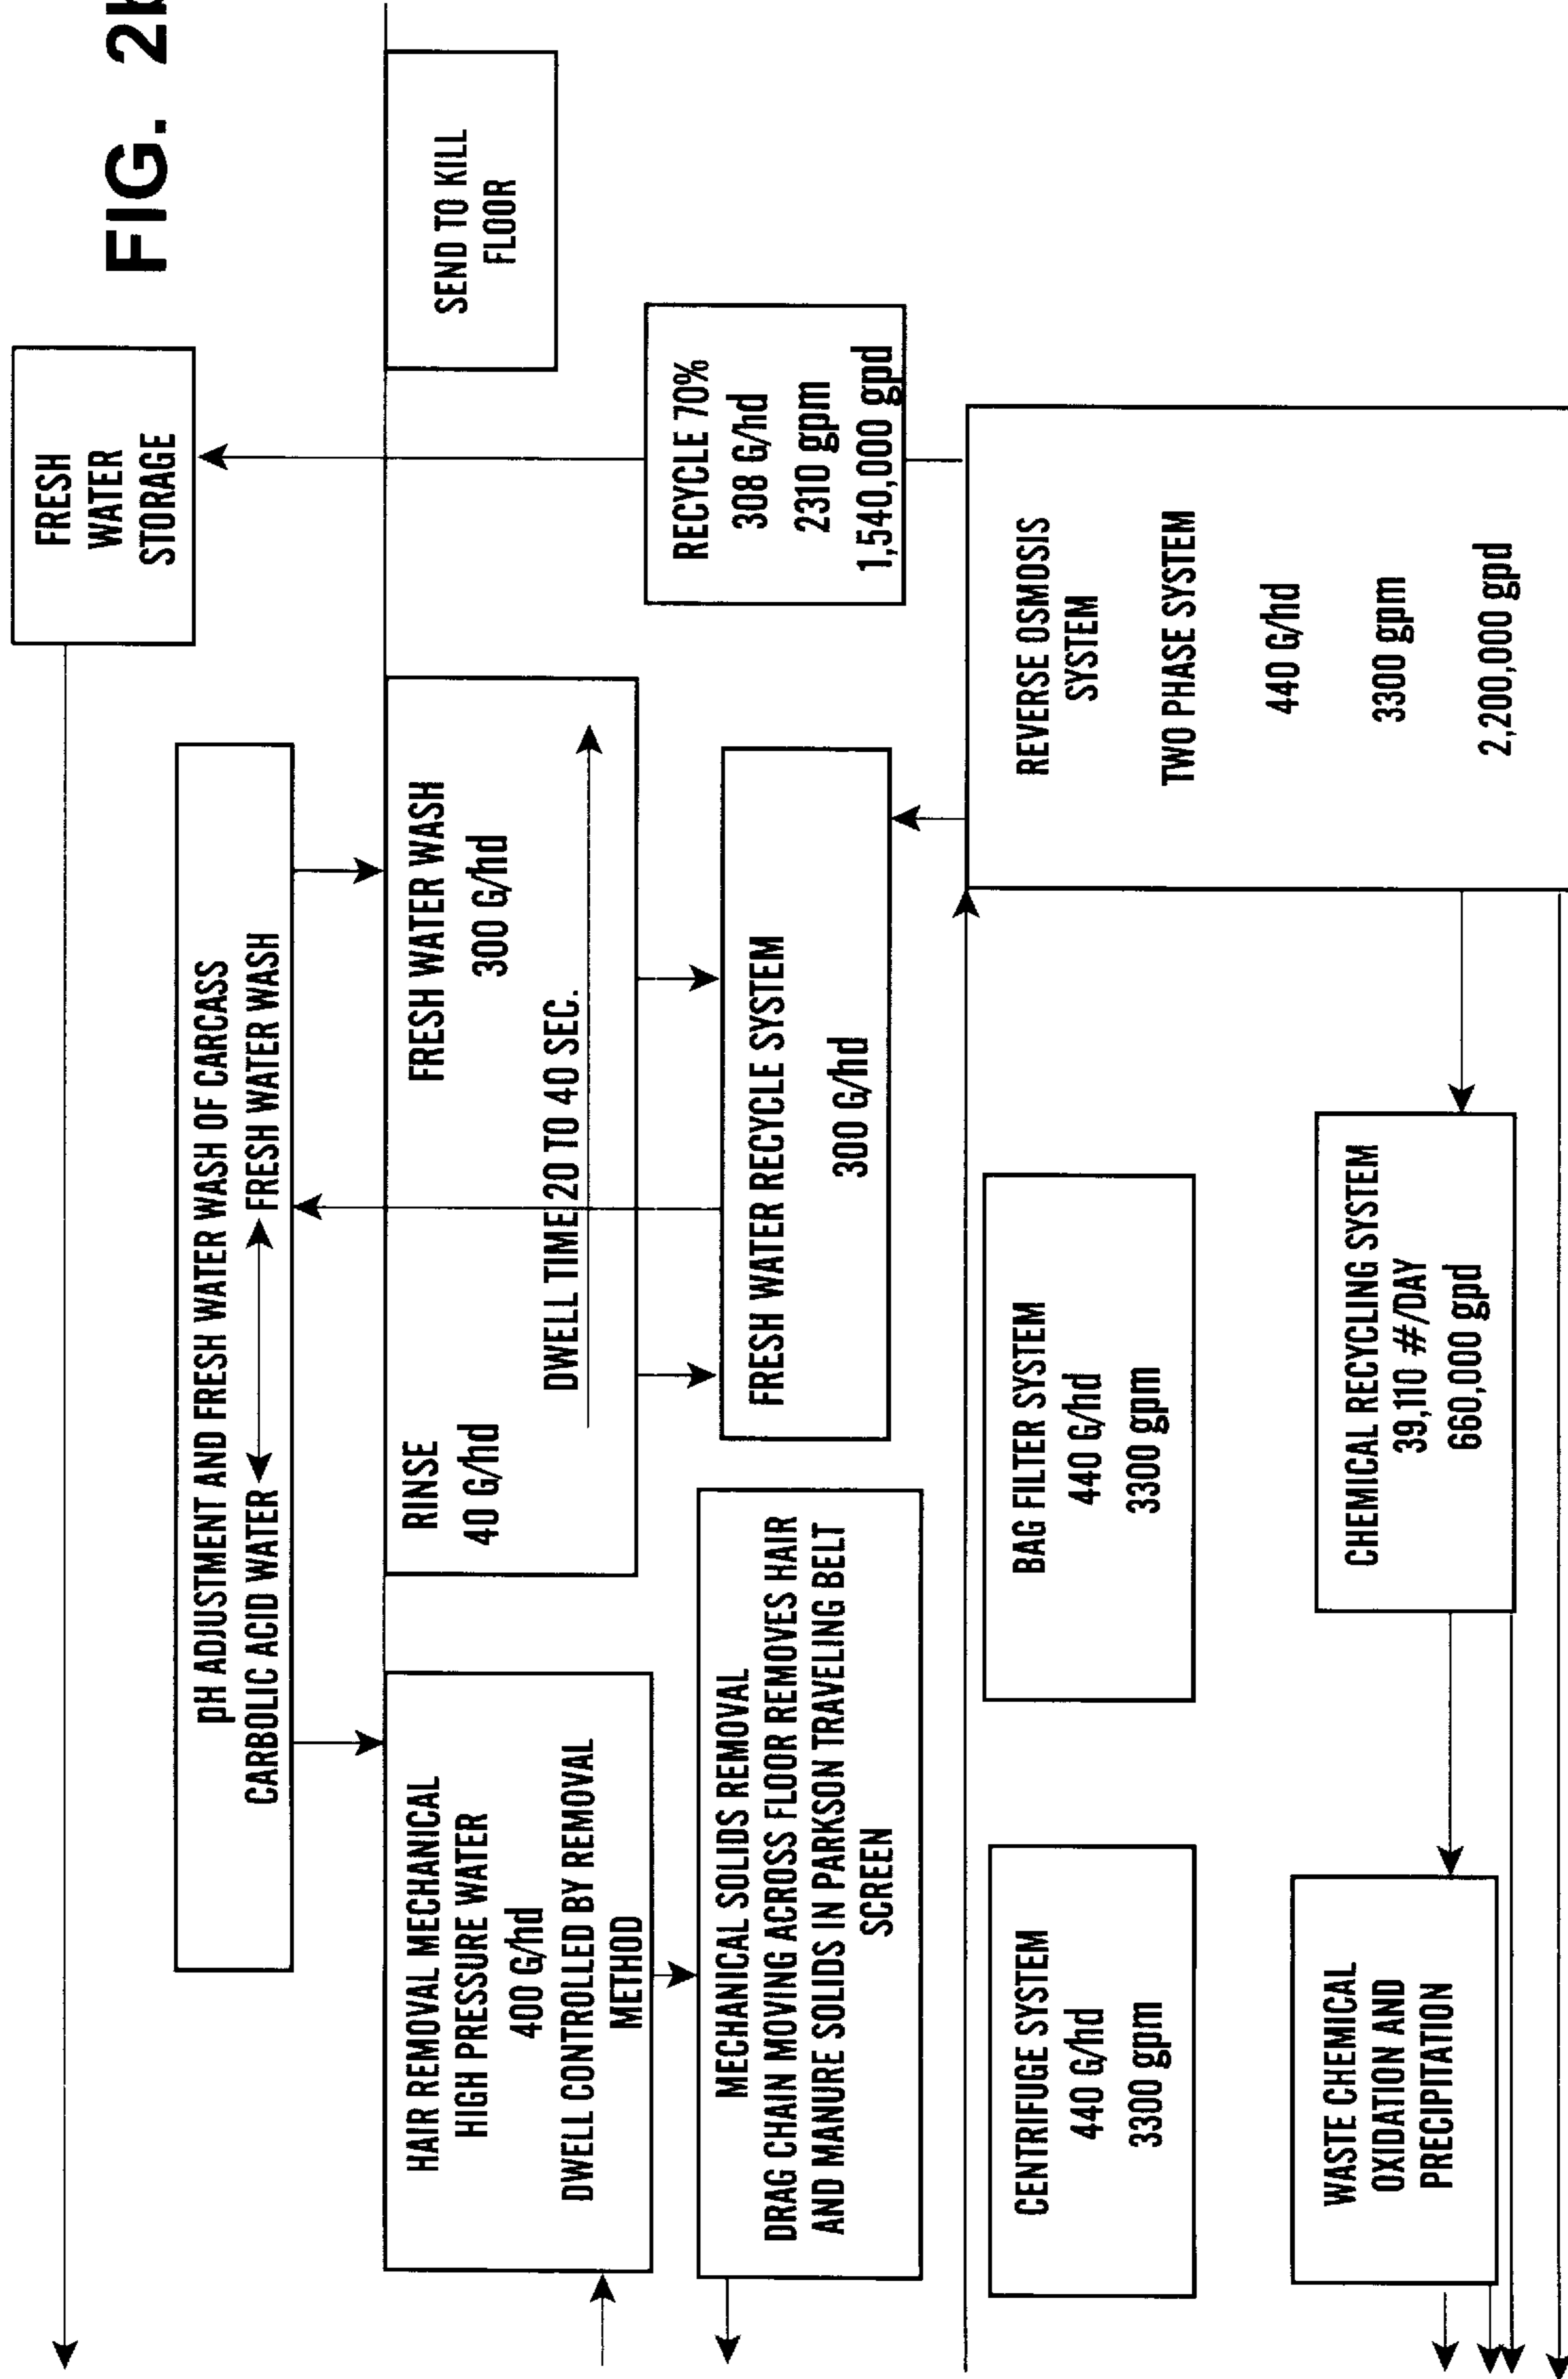 FIG. 2b
FRESH
WATER
STORAGE
pH ADJUSTMENT AND FRESH WATER WASH OF CARCASS
CARBOLIC ACID WATER
FRESH WATER WASH
HAIR REMOVAL MECHANICAL
HIGH PRESSURE WATER
400 G/hd
DWELL CONTROLLED BY REMOVAL
METHOD
RINSE
40 G/hd
FRESH WATER WASH
300 G/hd
DWELL TIME 20 TO 40 SEC.
SEND TO KILL
FLOOR
MECHANICAL SOLIDS REMOVAL
DRAG CHAIN MOVING ACROSS FLOOR REMOVES HAIR
AND MANURE SOLIDS IN PARKSON TRAVELING BELT
SCREEN
FRESH WATER RECYCLE SYSTEM
300 G/hd
RECYCLE 70%
308 G/hd
2310 gpm
1,540,000 gpd
CENTRIFUGE SYSTEM
440 G/hd
3300 gpm
BAG FILTER SYSTEM
440 G/hd
3300 gpm
REVERSE OSMOSIS
SYSTEM
TWO PHASE SYSTEM
440 G/hd
3300 gpm
2,200,000 gpd
WASTE CHEMICAL
OXIDATION AND
PRECIPITATION
CHEMICAL RECYCLING SYSTEM
39,110 #/DAY
660,000 gpd